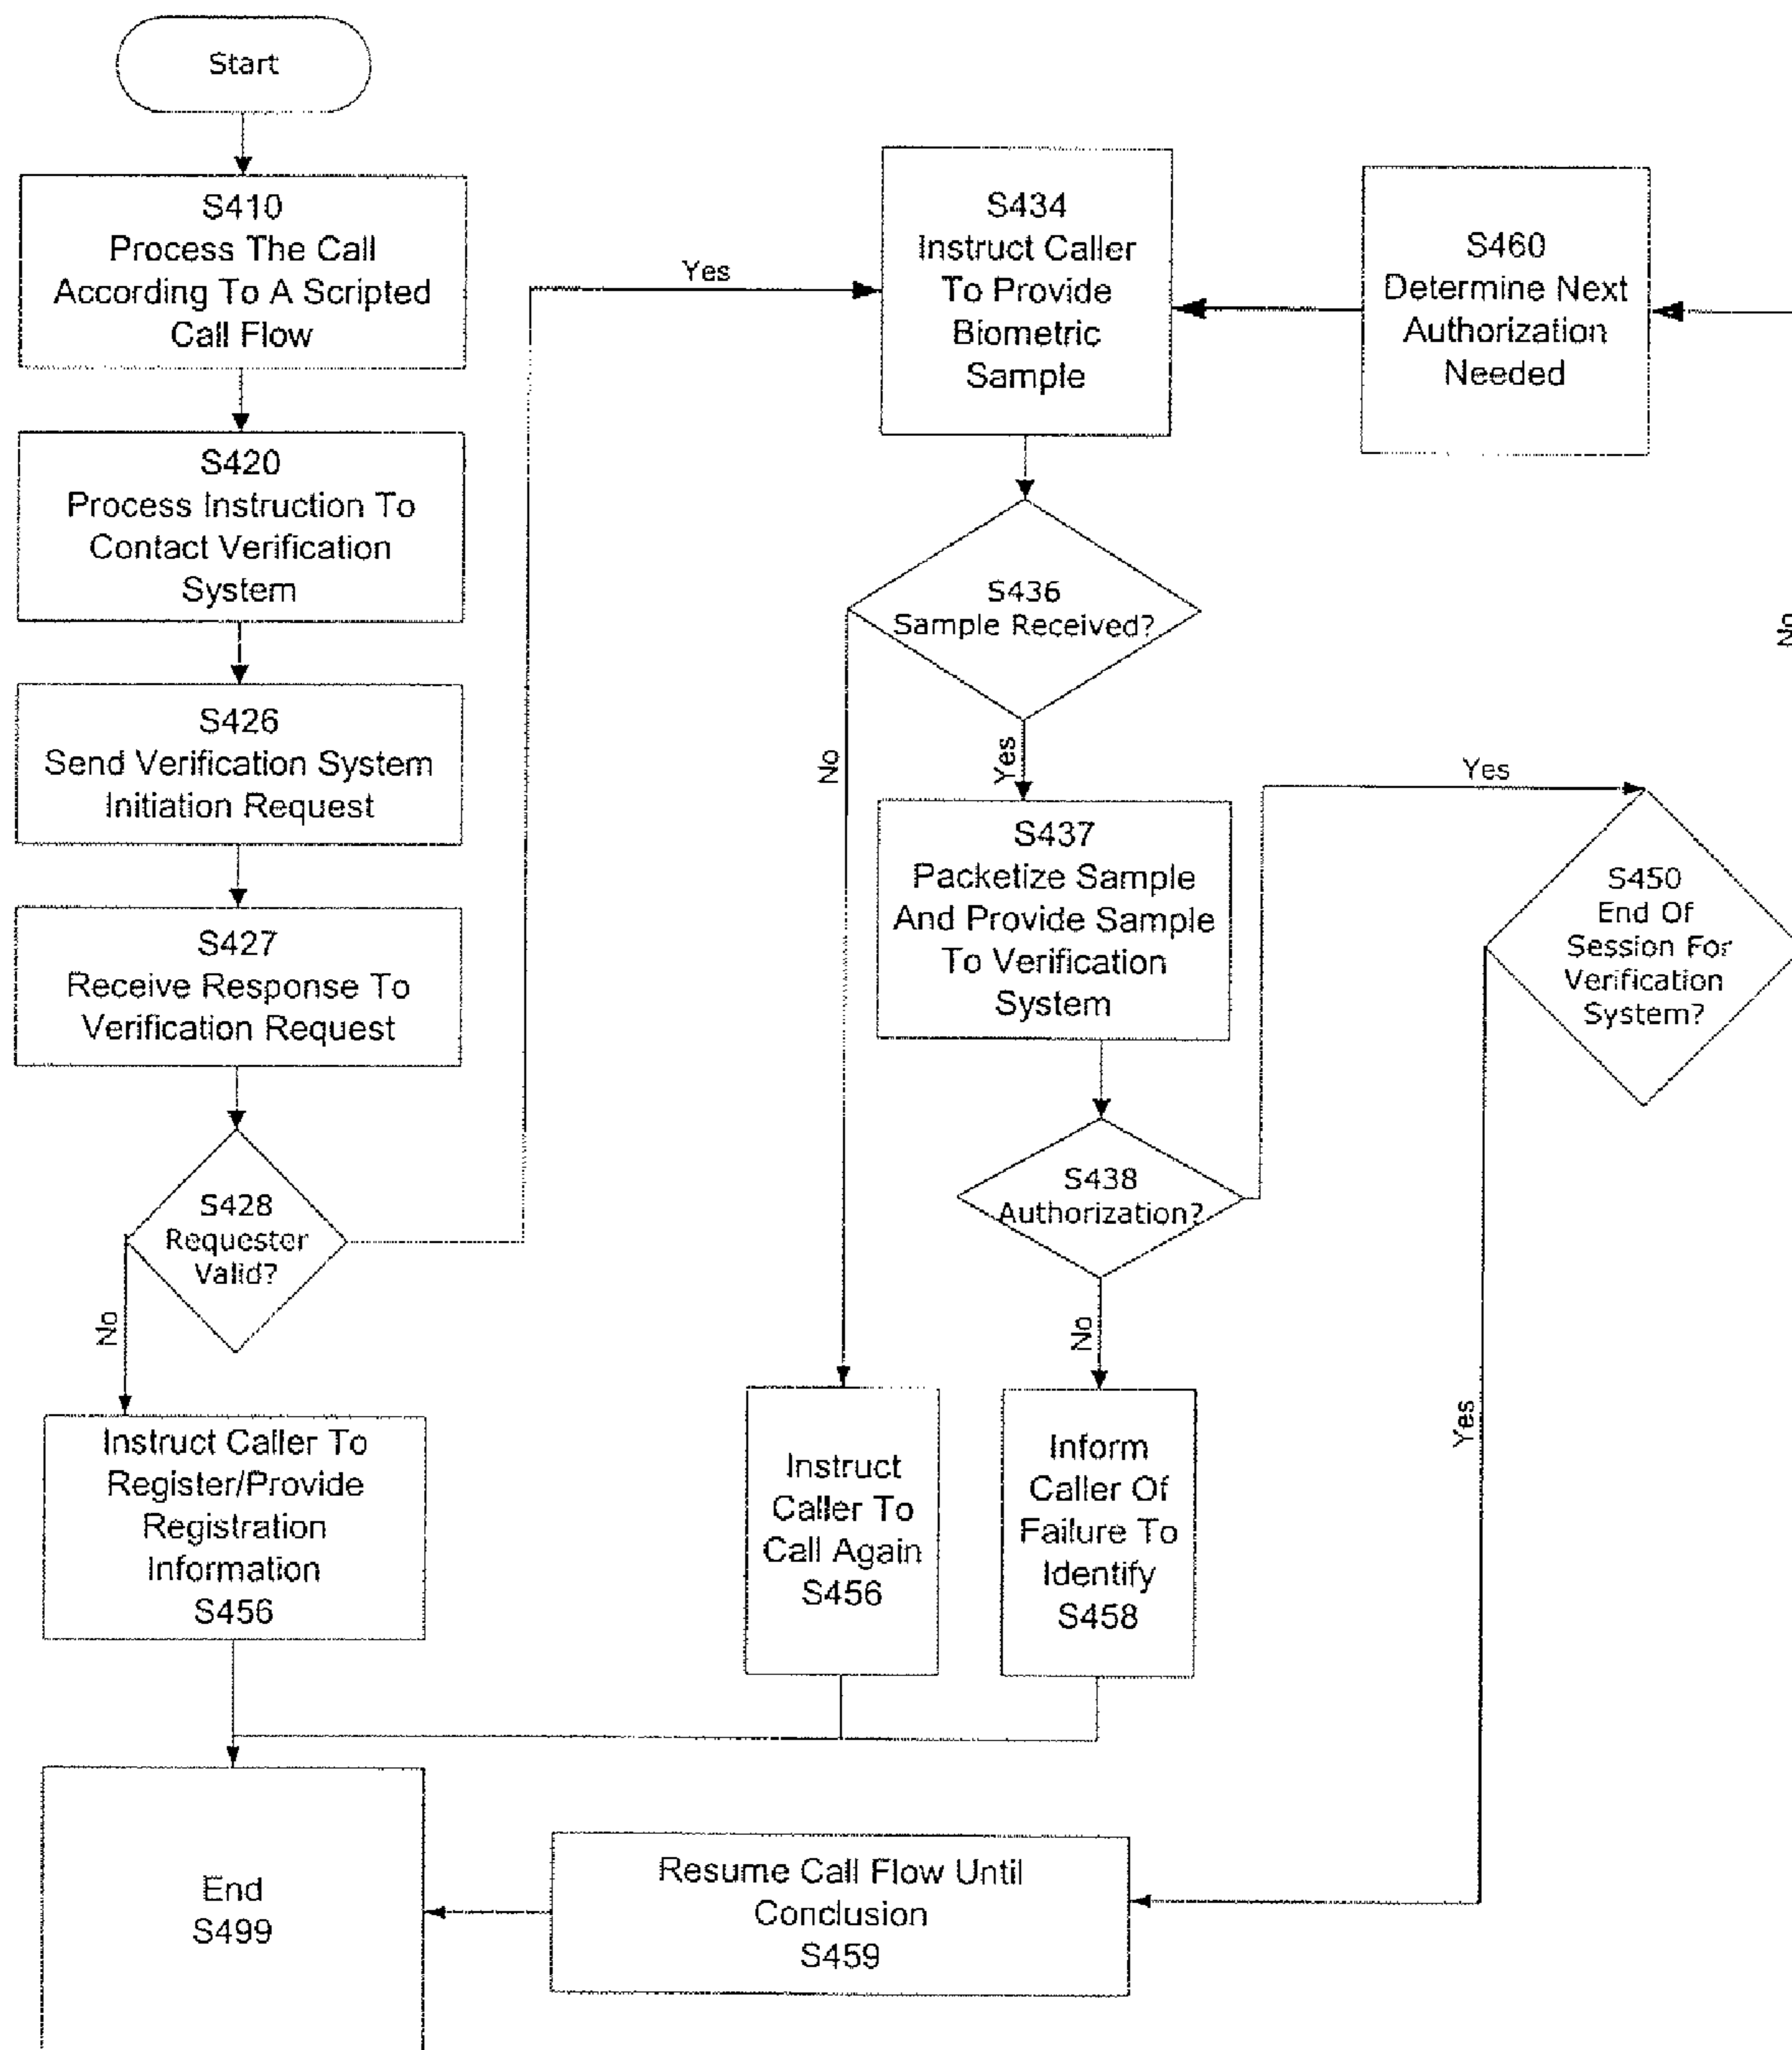 Start
S410
Process The Call
According To A Scripted
Call Flow
S420
Process Instruction To
Contact Verification
System
S426
Send Verification System
Initiation Request
S427
Receive Response To
Verification Request
S428
Requester
Valid?
No
Yes
Instruct Caller To
Register/Provide
Registration
Information
S456
S434
Instruct Caller
To Provide
Biometric
Sample
S460
Determine Next
Authorization
Needed
S436
Sample Received?
No
Yes
No
S437
Packetize Sample
And Provide Sample
To Verification
System
Yes
S450
End Of
Session For
Verification
System?
S438
Authorization?
No
Yes
Instruct
Caller To
Call Again
S456
Inform
Caller Of
Failure To
Identify
S458
End
S499
Resume Call Flow Until
Conclusion
S459